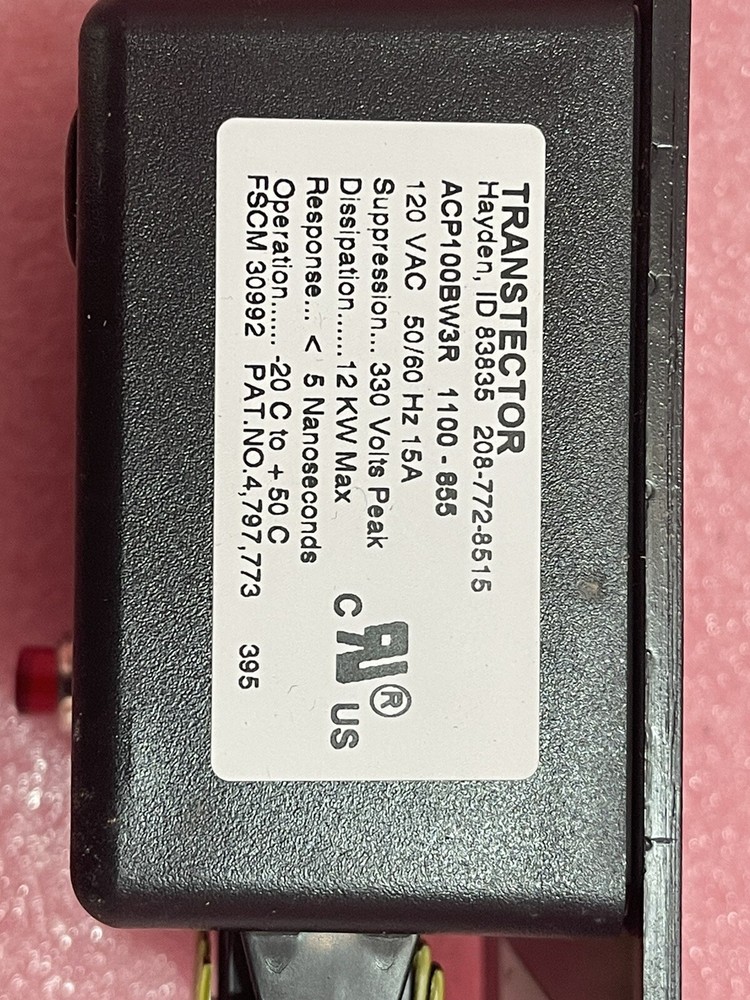 TRANSTECTOR
Hayden, ID 83835 208-772-8515
ACP100BW3R 1100 - 855
120 VAC 50/60 Hz 15A
Suppression... 330 Volts Peak
Dissipation......12 KW Max
Response... < 5 Nanoseconds
Operation...... -20 C to + 50 C
FSCM 30992 PAT.NO.4,797,773 395
C UL® US